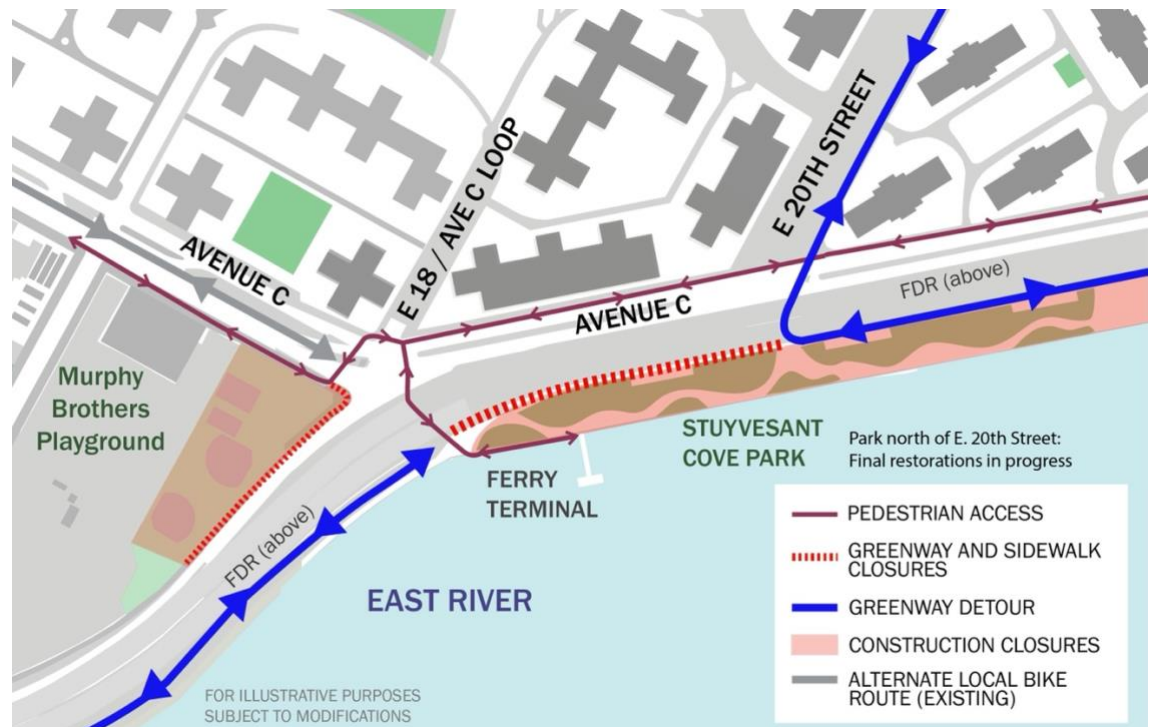 E 20TH STREET
E 18 / AVE C LOOP
AVENUE C
FDR (above)
AVENUE C
Murphy
Brothers
Playground
STUYVESANT
COVE PARK
Park north of E. 20th Street:
Final restorations in progress
FERRY
TERMINAL
FDR (above)
EAST RIVER
PEDESTRIAN ACCESS
GREENWAY AND SIDEWALK
CLOSURES
GREENWAY DETOUR
CONSTRUCTION CLOSURES
ALTERNATE LOCAL BIKE
ROUTE (EXISTING)
FOR ILLUSTRATIVE PURPOSES
SUBJECT TO MODIFICATIONS